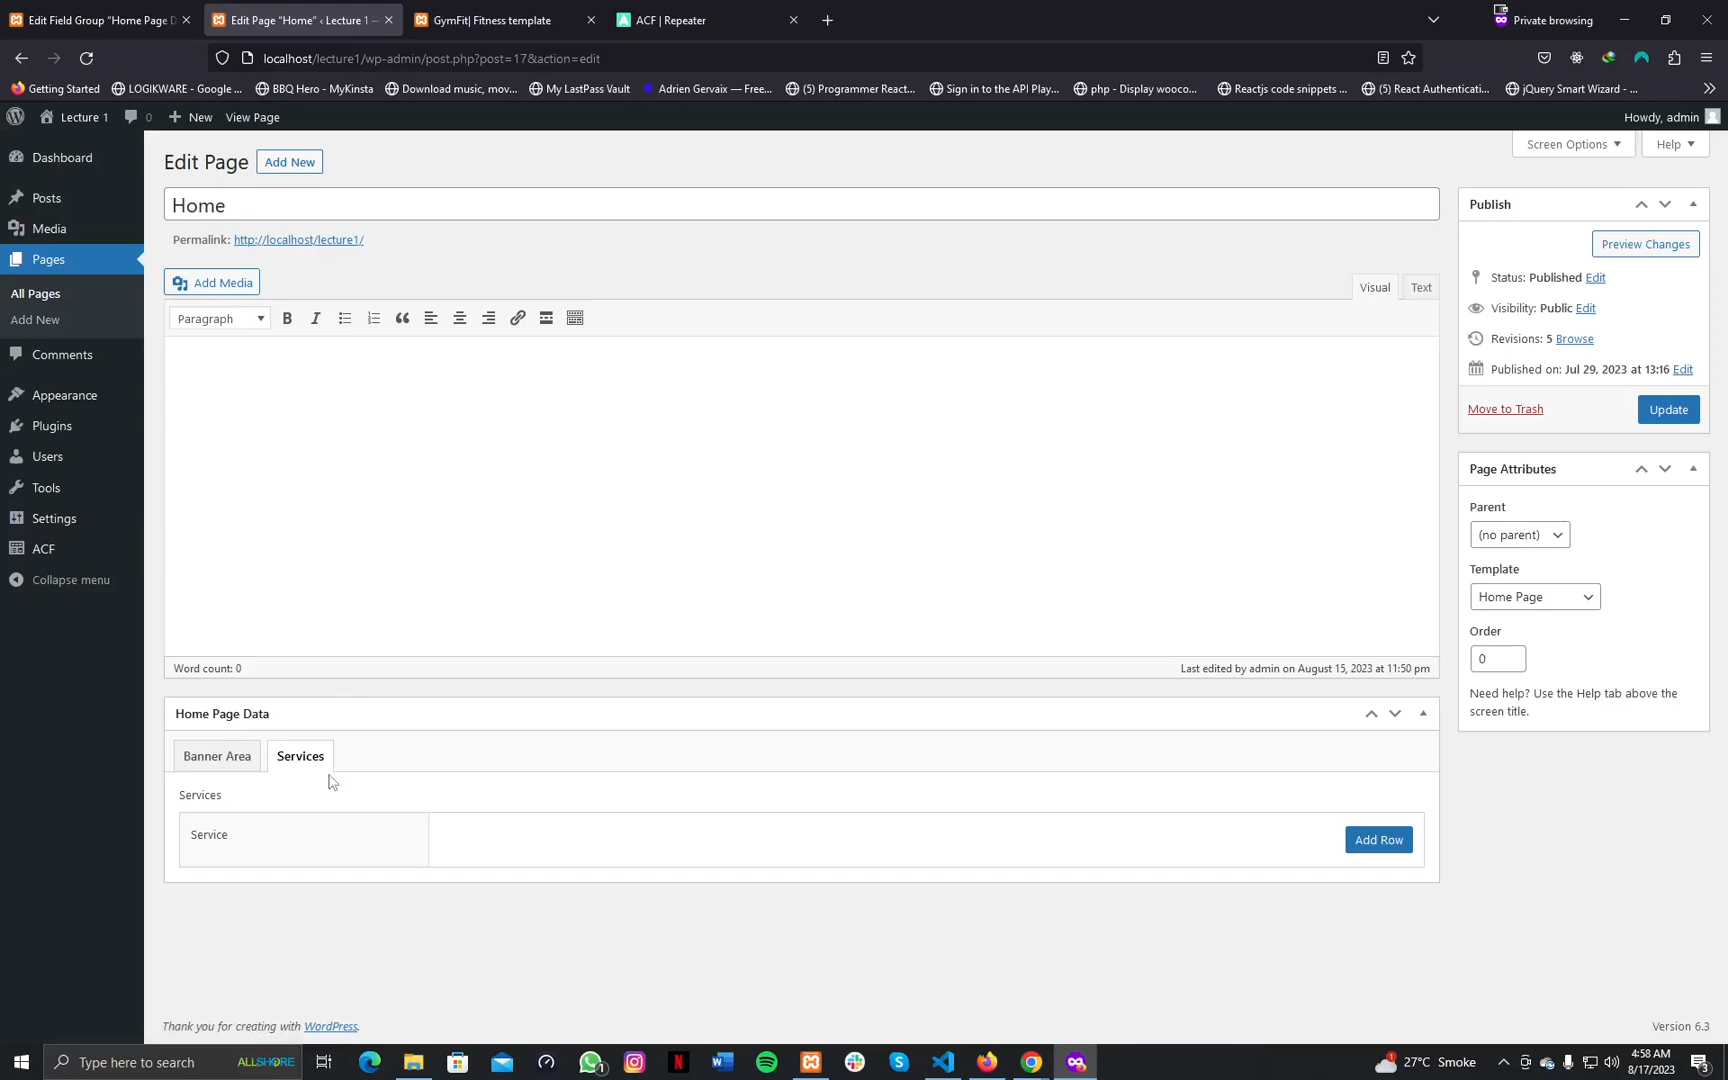 Edit Field Group “Home Page D
Edit Page “Home” ‹ Lecture 1 —
GymFit| Fitness template
ACF | Repeater
Private browsing
localhost/lecture1/wp-admin/post.php?post=17&action=edit
Getting Started
LOGIKWARE - Google ...
BBQ Hero - MyKinsta
Download music, mov...
My LastPass Vault
Adrien Gervaix — Free...
(5) Programmer React...
Sign in to the API Play...
php - Display wooco...
Reactjs code snippets ...
(5) React Authenticati...
jQuery Smart Wizard - ...
Lecture 1
0
New
View Page
Howdy, admin
Dashboard
Posts
Media
Pages
All Pages
Add New
Comments
Appearance
Plugins
Users
Tools
Settings
ACF
Collapse menu
Screen Options
Help
Edit Page
Add New
Home
Permalink: http://localhost/lecture1/
Add Media
Visual
Text
Paragraph
B
I
Word count: 0
Last edited by admin on August 15, 2023 at 11:50 pm
Home Page Data
Banner Area
Services
Services
Service
Add Row
Publish
Preview Changes
Status: Published Edit
Visibility: Public Edit
Revisions: 5 Browse
Published on: Jul 29, 2023 at 13:16 Edit
Move to Trash
Update
Page Attributes
Parent
(no parent)
Template
Home Page
Order
0
Need help? Use the Help tab above the
screen title.
Thank you for creating with WordPress.
Version 6.3
Type here to search
ALLSHORE
1
27°C Smoke
4:58 AM
8/17/2023
3